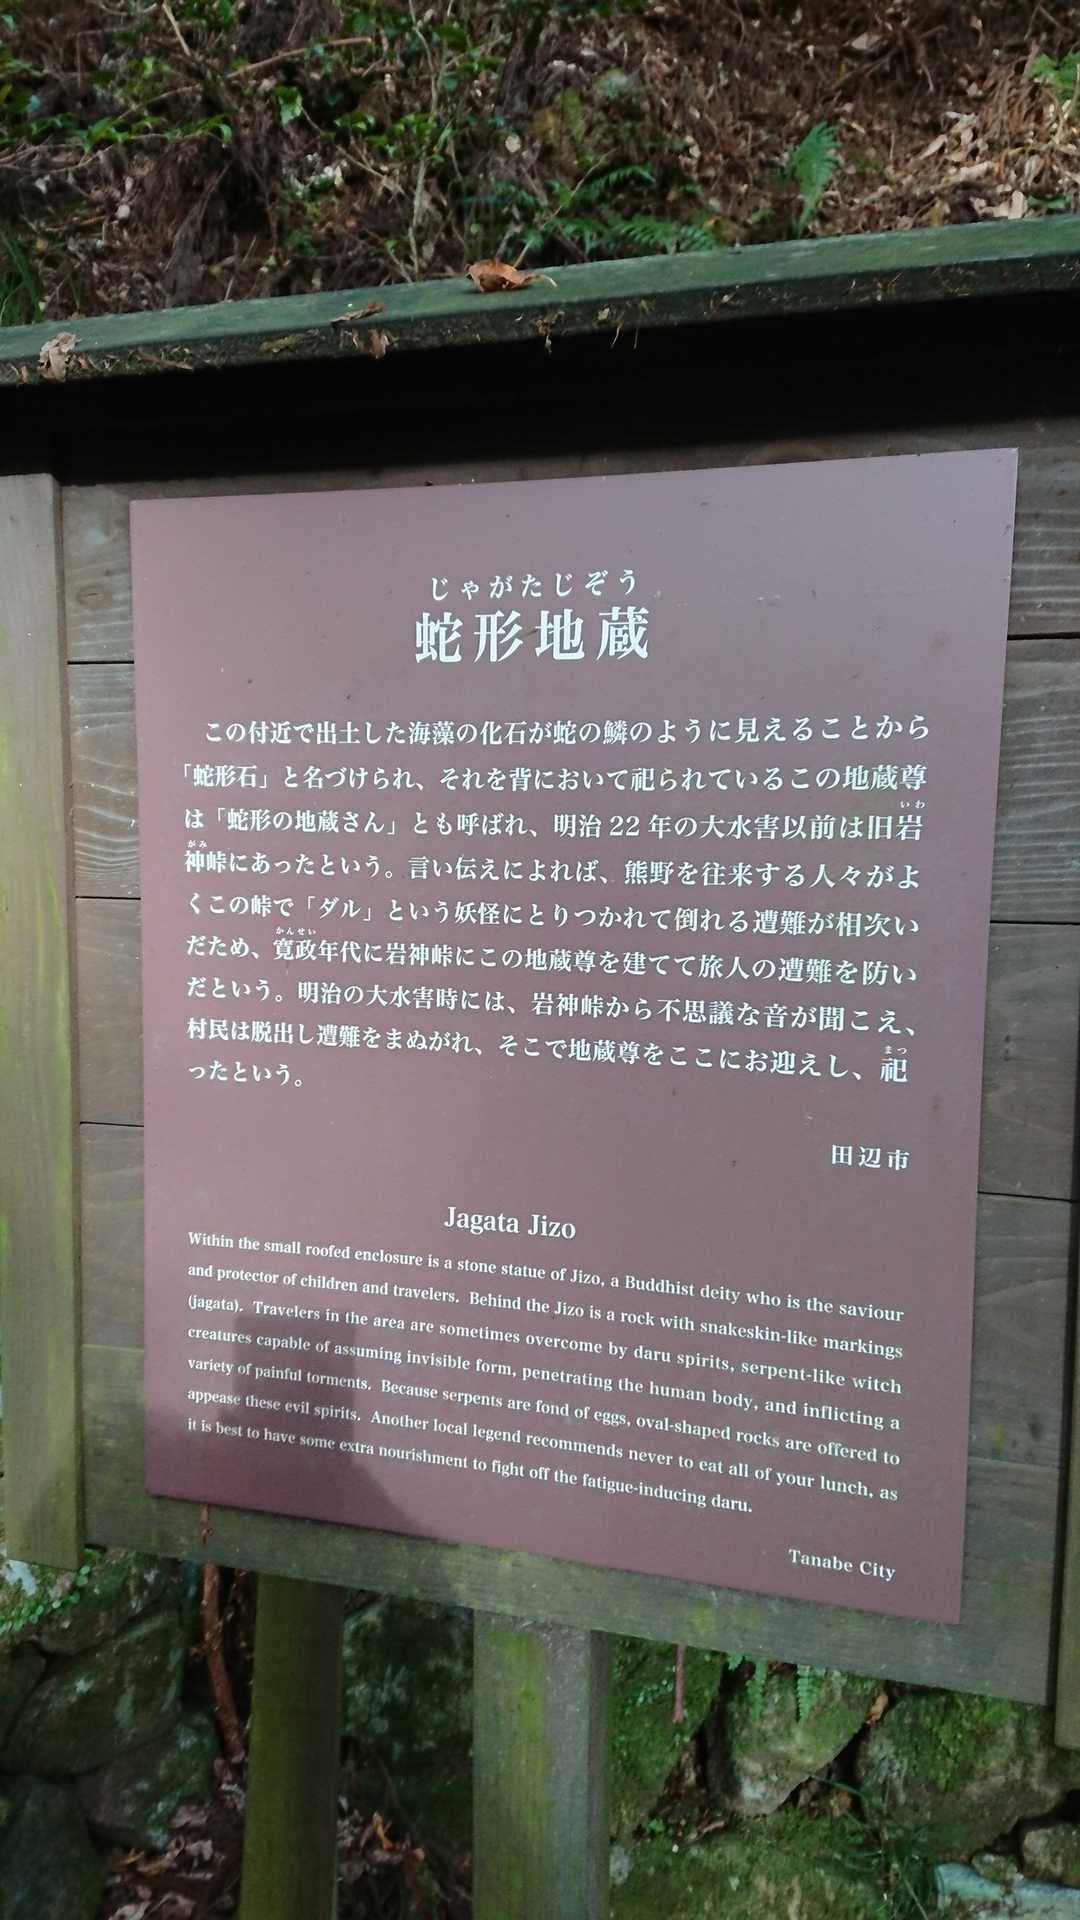 じゃがたじぞう
蛇形地蔵
この付近で出土した海藻の化石が蛇の鱗のように見えることから
「蛇形石」と名づけられ、それを背において祀られているこの地蔵尊
は「蛇形の地蔵さん」とも呼ばれ、明治22年の大水害以前は旧岩
いわ
神峠にあったという。言い伝えによれば、熊野を往来する人々がよ
がみ
くこの峠で「ダル」という妖怪にとりつかれて倒れる遭難が相次い
だため、寛政年代に岩神峠にこの地蔵尊を建てて旅人の遭難を防い
かんせい
だという。明治の大水害時には、岩神峠から不思議な音が聞こえ、
村民は脱出し遭難をまぬがれ、そこで地蔵尊をここにお迎えし、祀
まつ
ったという。
田辺市
Jagata Jizo
Within the small roofed enclosure is a stone statue of Jizo, a Buddhist deity who is the saviour
and protector of children and travelers. Behind the Jizo is a rock with snakeskin-like markings
(jagata). Travelers in the area are sometimes overcome by daru spirits, serpent-like witch
creatures capable of assuming invisible form, penetrating the human body, and inflicting a
variety of painful torments. Because serpents are fond of eggs, oval-shaped rocks are offered to
appease these evil spirits. Another local legend recommends never to eat all of your lunch, as
it is best to have some extra nourishment to fight off the fatigue-inducing daru.
Tanabe City